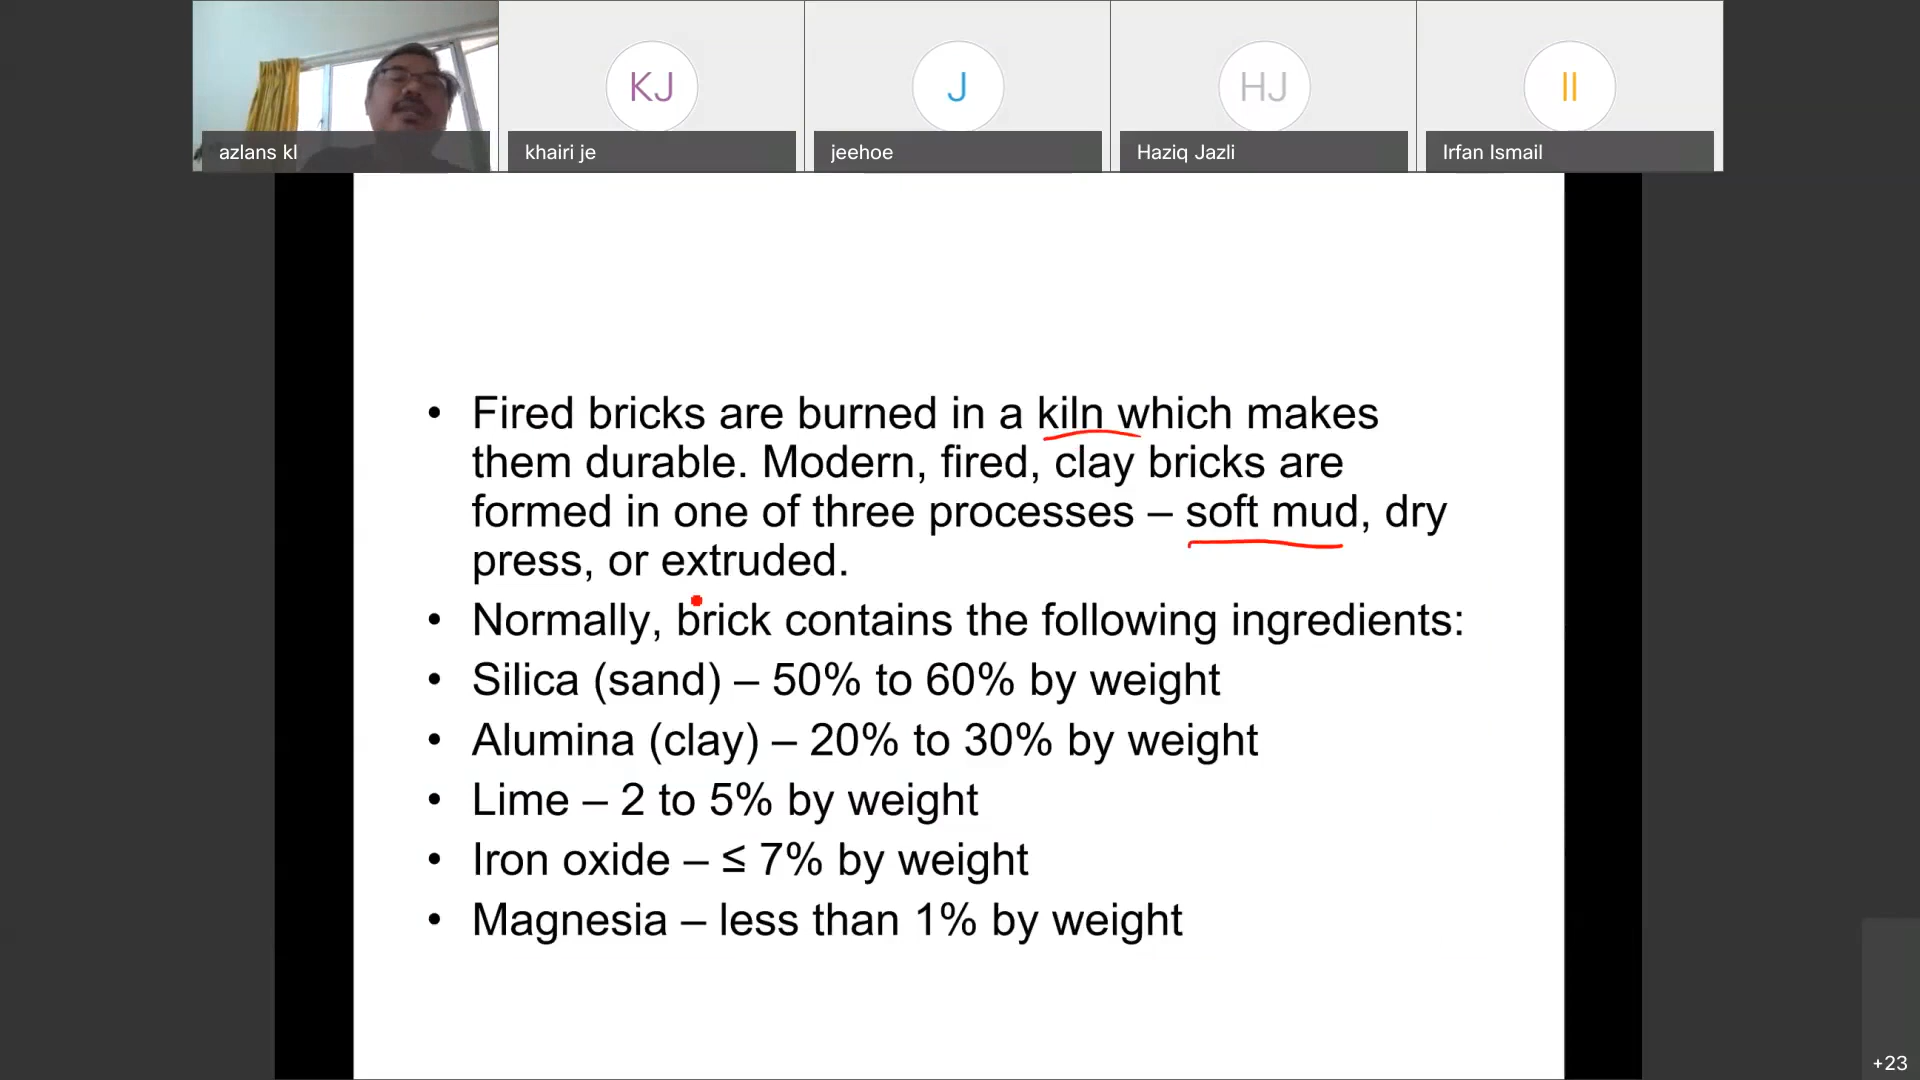 KJ
J
HJ
II
azlans kl
khairi je
jeehoe
Haziq Jazli
Irfan Ismail
• Fired bricks are burned in a kiln which makes
them durable. Modern, fired, clay bricks are
formed in one of three processes – soft mud, dry
press, or extruded.
• Normally, brick contains the following ingredients:
• Silica (sand) – 50% to 60% by weight
• Alumina (clay) – 20% to 30% by weight
• Lime – 2 to 5% by weight
• Iron oxide – ≤ 7% by weight
• Magnesia – less than 1% by weight
+23